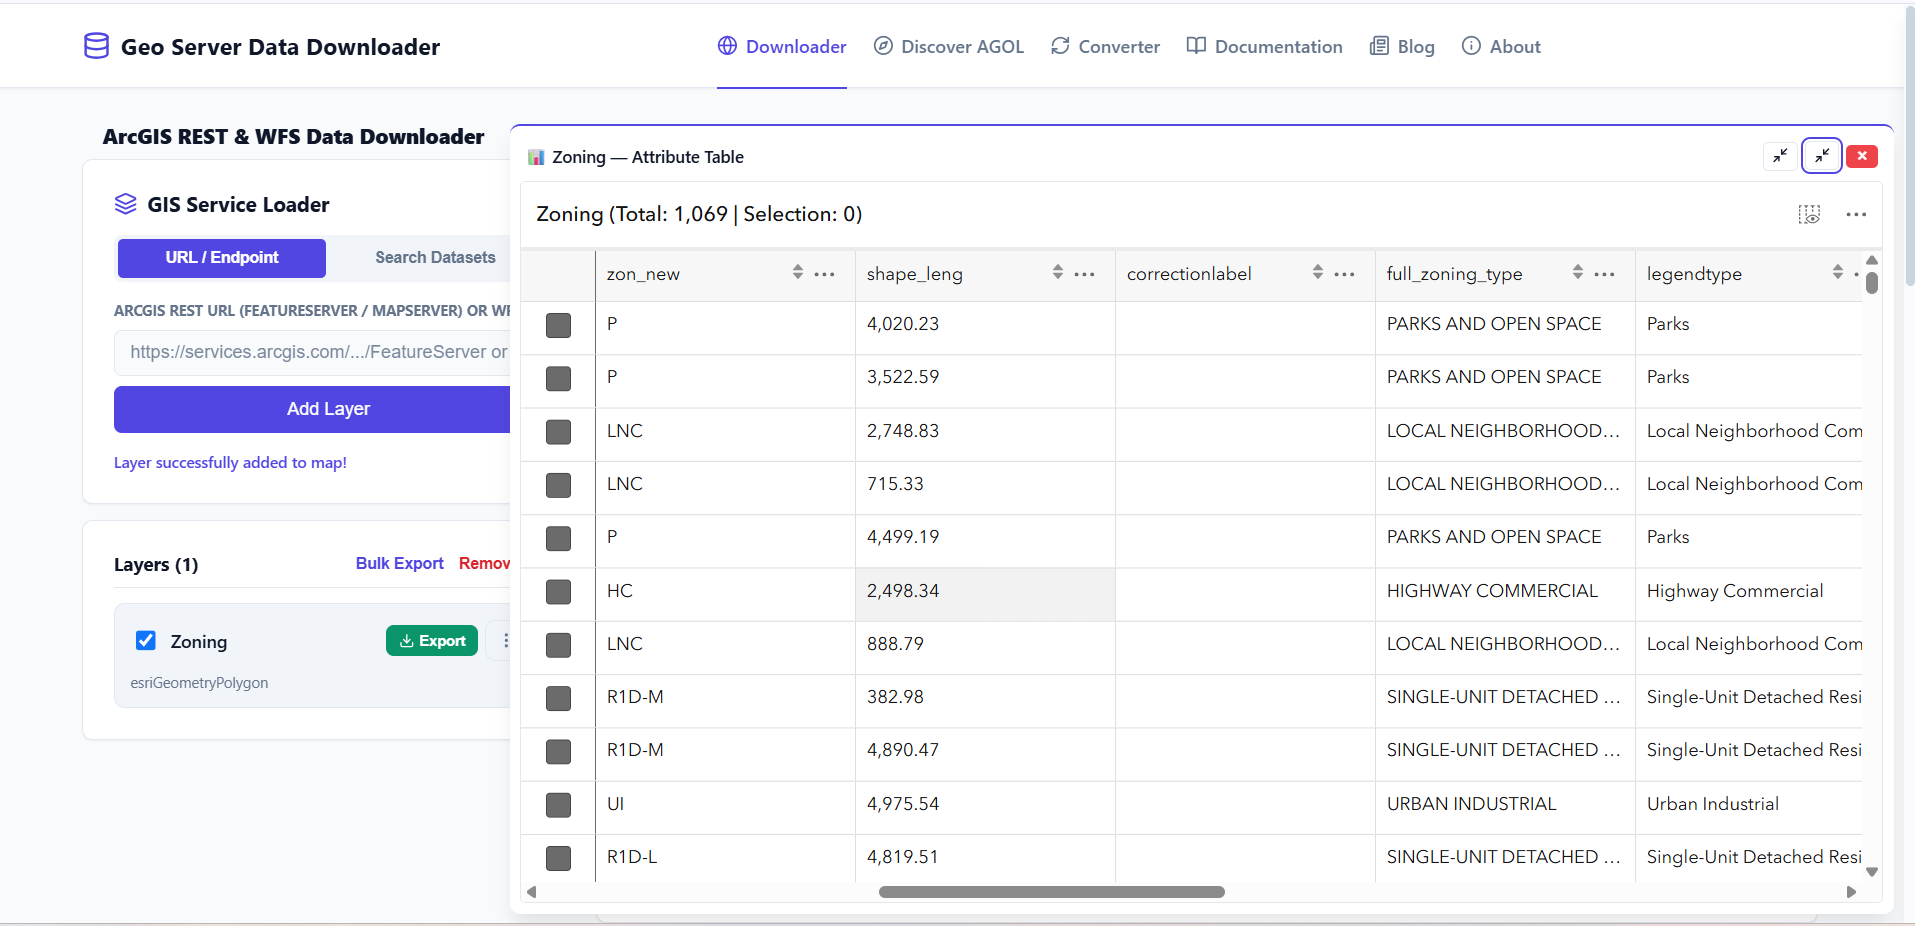 Geo Server Data Downloader
Downloader
Discover AGOL
Converter
Documentation
Blog
About
ArcGIS REST & WFS Data Downloader
GIS Service Loader
URL / Endpoint
Search Datasets
ARCGIS REST URL (FEATURESERVER / MAPSERVER) OR
https://services.arcgis.com/.../FeatureServer or
Add Layer
Layer successfully added to map!
Layers (1)
Bulk Export
Remov
Zoning
Export
esriGeometryPolygon
Zoning — Attribute Table
Zoning (Total: 1,069 | Selection: 0)
zon_new shape_leng correctionlabel full_zoning_type legendtype
P 4,020.23 PARKS AND OPEN SPACE Parks
P 3,522.59 PARKS AND OPEN SPACE Parks
LNC 2,748.83 LOCAL NEIGHBORHOOD... Local Neighborhood Com
LNC 715.33 LOCAL NEIGHBORHOOD... Local Neighborhood Com
P 4,499.19 PARKS AND OPEN SPACE Parks
HC 2,498.34 HIGHWAY COMMERCIAL Highway Commercial
LNC 888.79 LOCAL NEIGHBORHOOD... Local Neighborhood Com
R1D-M 382.98 SINGLE-UNIT DETACHED ... Single-Unit Detached Resi
R1D-M 4,890.47 SINGLE-UNIT DETACHED ... Single-Unit Detached Resi
UI 4,975.54 URBAN INDUSTRIAL Urban Industrial
R1D-L 4,819.51 SINGLE-UNIT DETACHED ... Single-Unit Detached Resi